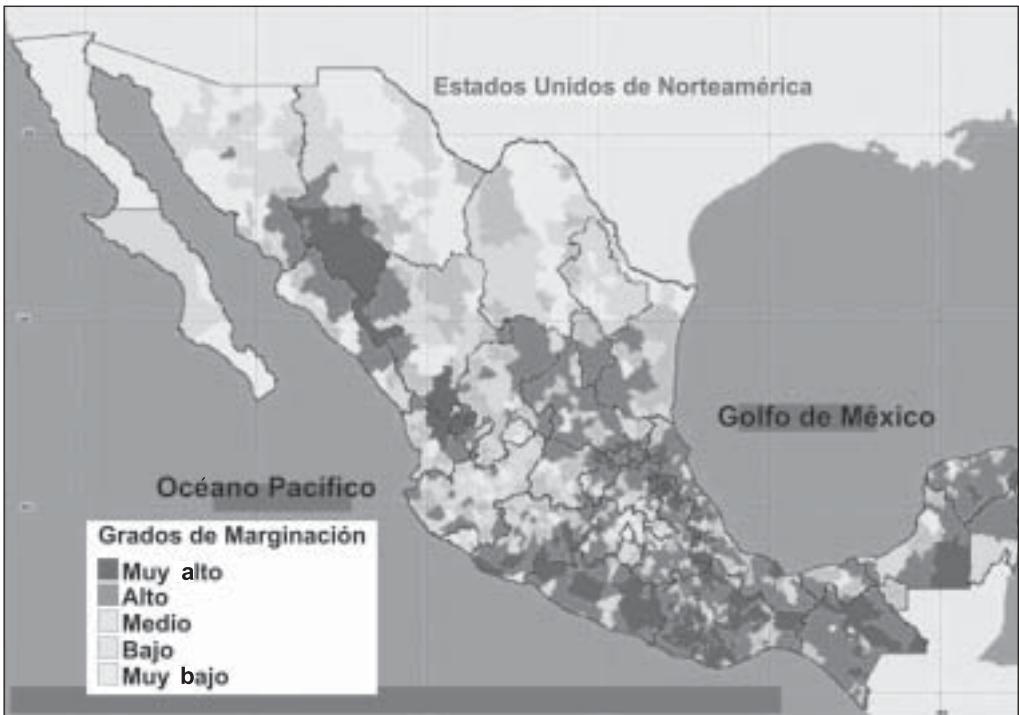 Estados Unidos de Norteamérica
Golfo de México
Océano Pacífico
Grados de Marginación
Muy alto
Alto
Medio
Bajo
Muy bajo